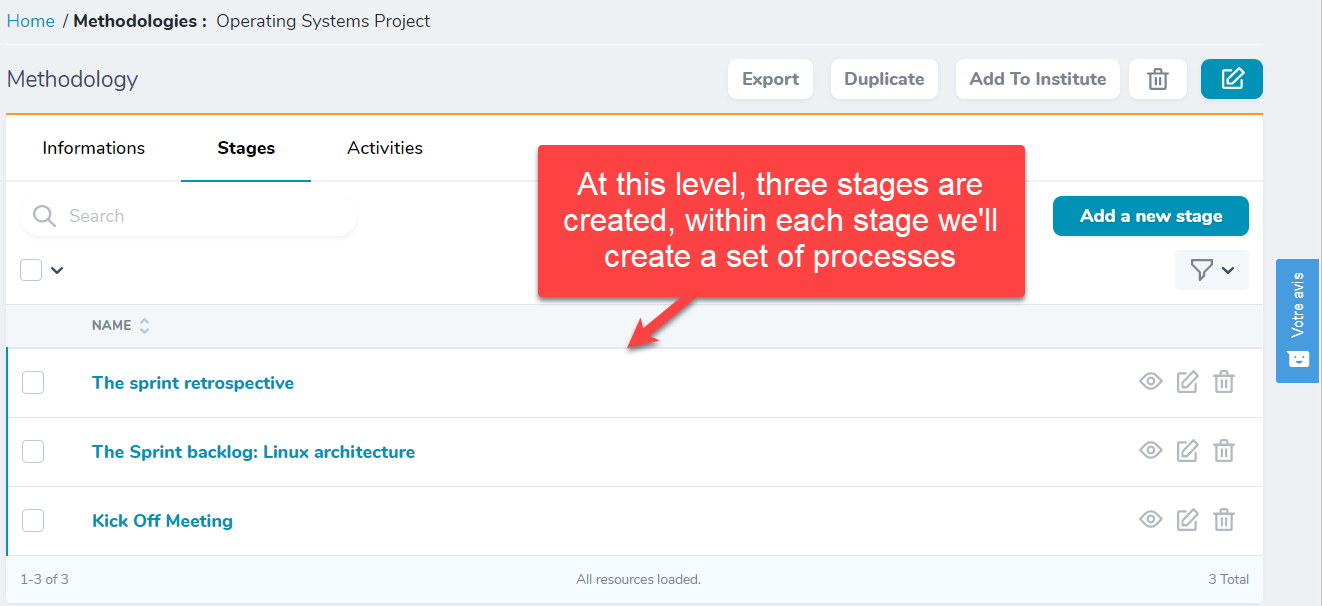 Home / Methodologies : Operating Systems Project
Methodology
Export
Duplicate
Add To Institute
Informations
Stages
Activities
At this level, three stages are
created, within each stage we'll
create a set of processes
Search
Add a new stage
Votre avis
NAME
The sprint retrospective
The Sprint backlog: Linux architecture
Kick Off Meeting
1-3 of 3
All resources loaded.
3 Total